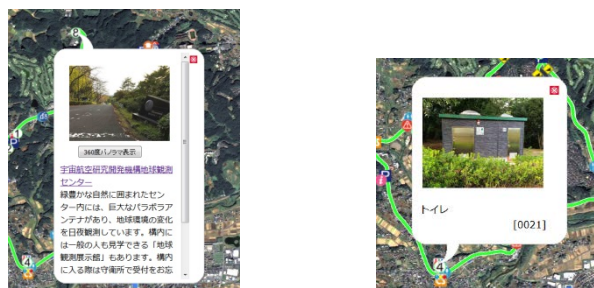 8
360度パノラマ表示
宇宙航空研究開発機構地球観測
センター
緑豊かな自然に囲まれたセン
ター内には、巨大なパラボラア
ンテナがあり、地球環境の変化
を日夜観測しています。構内に
は一般の人も見学できる「地球
観測展示館」もあります。構内
に入る際は守衛所で受付をお忘
1
P
4
トイレ
[0021]
4